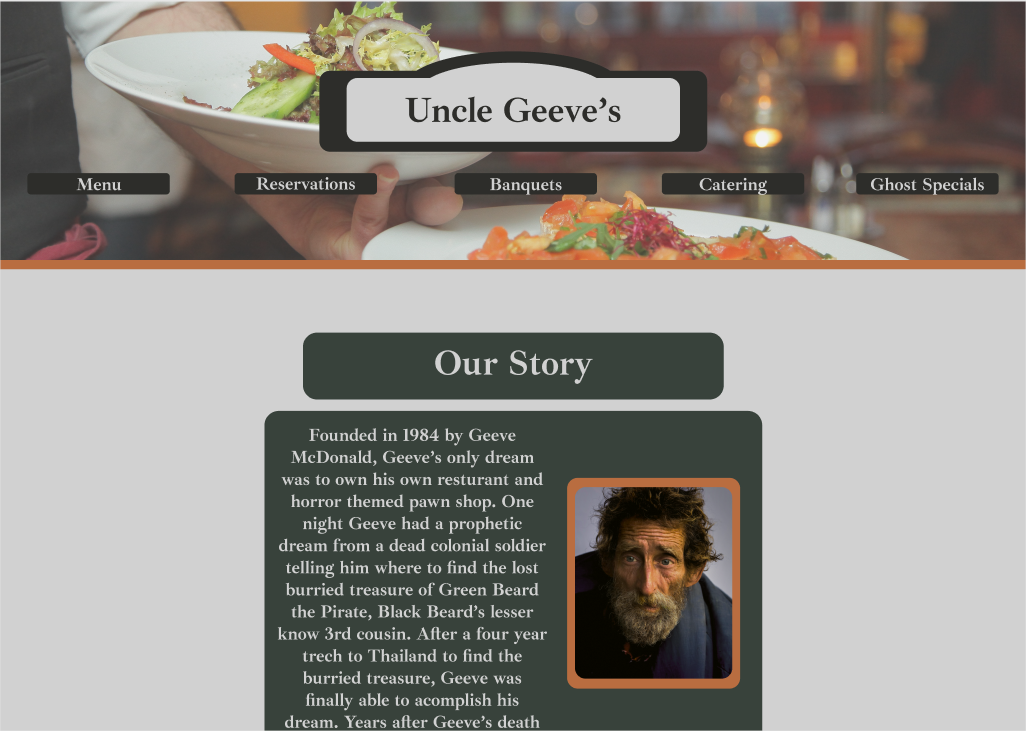 Uncle Geeve's
Menu
Reservations
Banquets
Catering
Ghost Specials
Our Story
Founded in 1984 by Geeve
McDonald, Geeve's only dream
was to own his own resturant and
horror themed pawn shop. One
night Geeve had a prophetic
dream from a dead colonial soldier
telling him where to find the lost
burried treasure of Green Beard
the Pirate, Black Beard's lesser
know 3rd cousin. After a four year
trech to Thailand to find the
burried treasure, Geeve was
finally able to acomplish his
dream. Years after Geeve's death